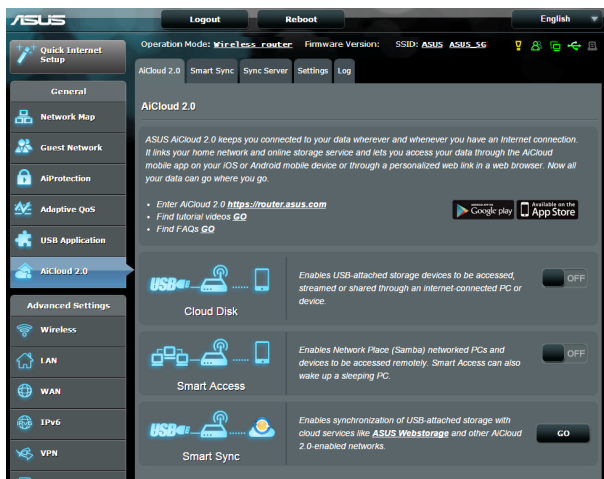 ASUS
Logout
Reboot
English
Quick Internet
Setup
Operation Mode: Wireless router Firmware Version: SSID: ASUS ASUS_5G
AiCloud 2.0
Smart Sync
Sync Server
Settings
Log
General
Network Map
Guest Network
AiProtection
Adaptive QoS
USB Application
AiCloud 2.0
Advanced Settings
Wireless
LAN
WAN
IPv6
VPN
AiCloud 2.0
ASUS AiCloud 2.0 keeps you connected to your data wherever and whenever you have an Internet connection.
It links your home network and online storage service and lets you access your data through the AiCloud
mobile app on your iOS or Android mobile device or through a personalized web link in a web browser. Now all
your data can go where you go.
• Enter AiCloud 2.0 https://router.asus.com
• Find tutorial videos GO
• Find FAQs GO
ANDROID APP ON
Google play
Available on the
App Store
USB
Cloud Disk
Enables USB-attached storage devices to be accessed,
streamed or shared through an internet-connected PC or
device.
OFF
Smart Access
Enables Network Place (Samba) networked PCs and
devices to be accessed remotely. Smart Access can also
wake up a sleeping PC.
OFF
USB
Smart Sync
Enables synchronization of USB-attached storage with
cloud services like ASUS Webstorage and other AiCloud
2.0-enabled networks.
GO